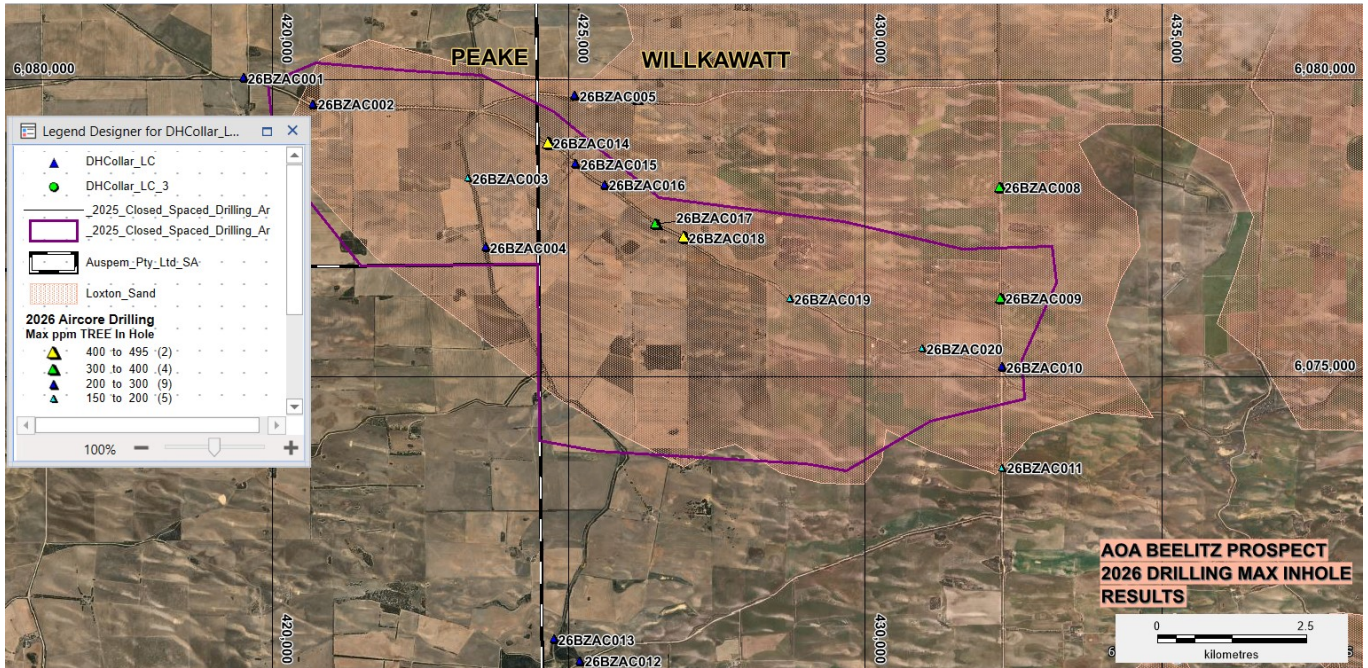 420,000
425,000
430,000
435,000
PEAKE
WILLKAWATT
6,080,000
6,080,000
26BZAC001
26BZAC002
26BZAC005
26BZAC014
26BZAC015
26BZAC003
26BZAC016
26BZAC008
26BZAC017
26BZAC018
26BZAC004
26BZAC019
26BZAC009
26BZAC020
26BZAC010
6,075,000
26BZAC011
26BZAC013
26BZAC012
Legend Designer for DHCollar_L...
DHCollar_LC
DHCollar_LC_3
_2025_Closed_Spaced_Drilling_Ar
_2025_Closed_Spaced_Drilling_Ar
Auspem_Pty_Ltd_SA
Loxton_Sand
2026 Aircore Drilling
Max ppm TREE In Hole
400 to 495 (2)
300 to 400 (4)
200 to 300 (9)
150 to 200 (5)
100%
420,000
430,000
AOA BEELITZ PROSPECT
2026 DRILLING MAX INHOLE
RESULTS
0 2.5
kilometres